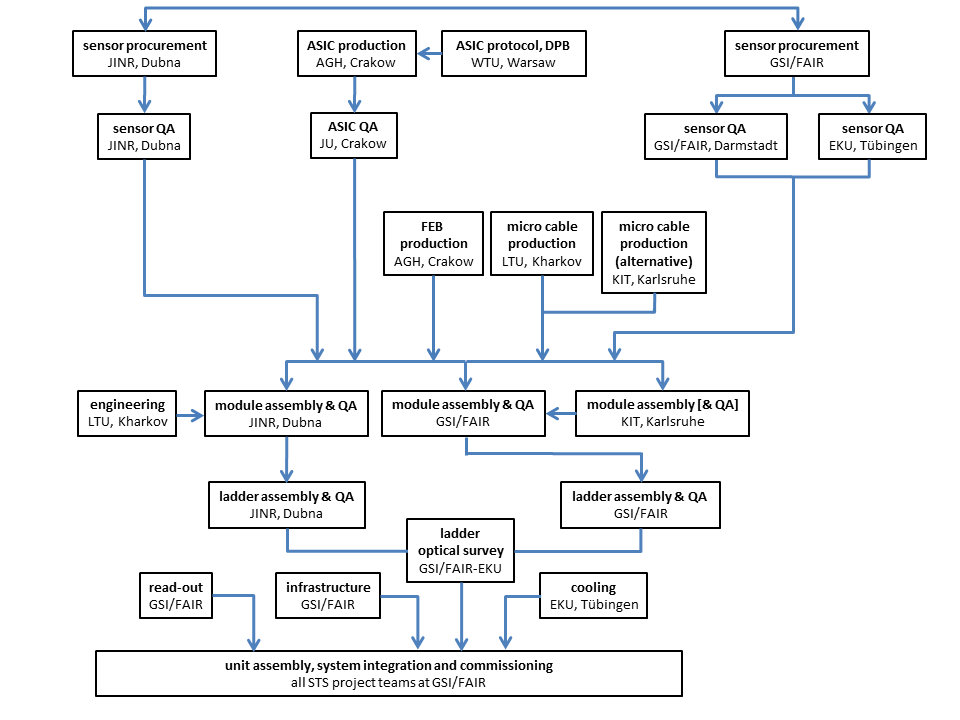 sensor procurement
JINR, Dubna
ASIC production
AGH, Crakow
ASIC protocol, DPB
WTU, Warsaw
sensor procurement
GSI/FAIR
sensor QA
JINR, Dubna
ASIC QA
JU, Crakow
sensor QA
GSI/FAIR, Darmstadt
sensor QA
EKU, Tübingen
FEB
production
AGH, Crakow
micro cable
production
LTU, Kharkov
micro cable
production
(alternative)
KIT, Karlsruhe
engineering
LTU, Kharkov
module assembly & QA
JINR, Dubna
module assembly & QA
GSI/FAIR
module assembly [& QA]
KIT, Karlsruhe
ladder assembly & QA
JINR, Dubna
ladder assembly & QA
GSI/FAIR
ladder
optical survey
GSI/FAIR-EKU
read-out
GSI/FAIR
infrastructure
GSI/FAIR
cooling
EKU, Tübingen
unit assembly, system integration and commissioning
all STS project teams at GSI/FAIR